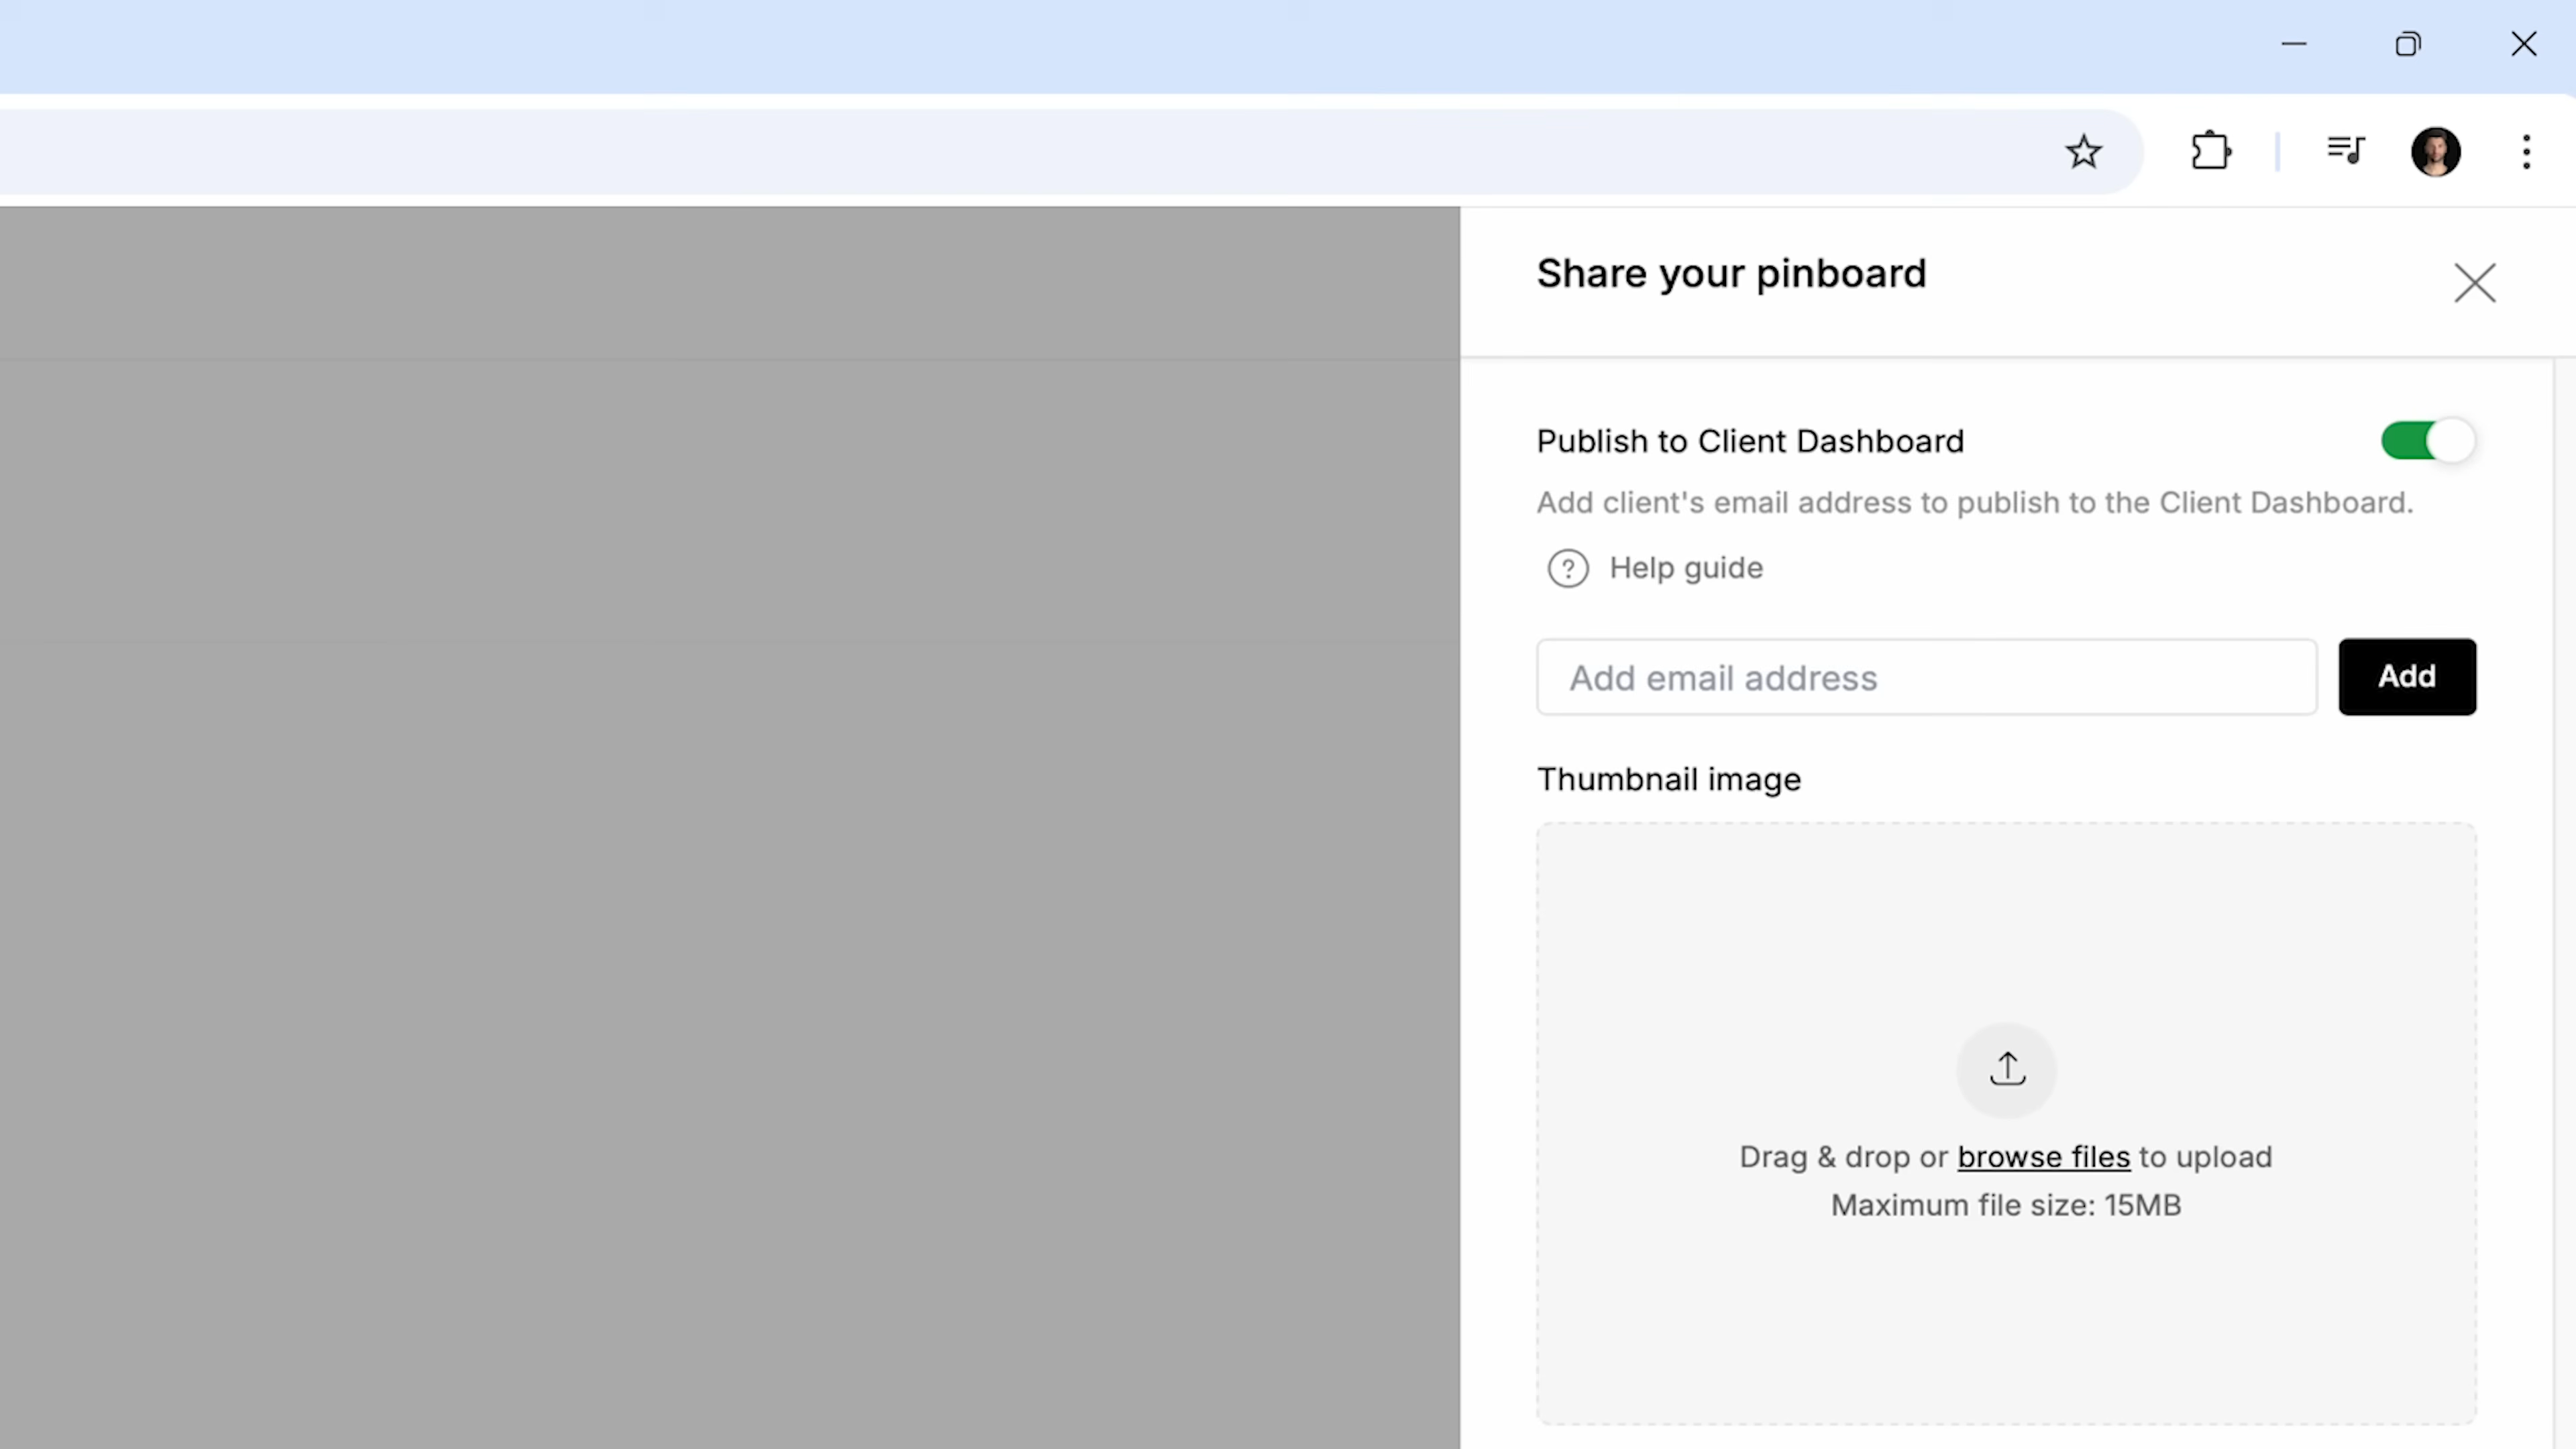 Share your pinboard
Publish to Client Dashboard
Add client's email address to publish to the Client Dashboard.
? Help guide
Add email address
Add
Thumbnail image
Drag & drop or browse files to upload
Maximum file size: 15MB